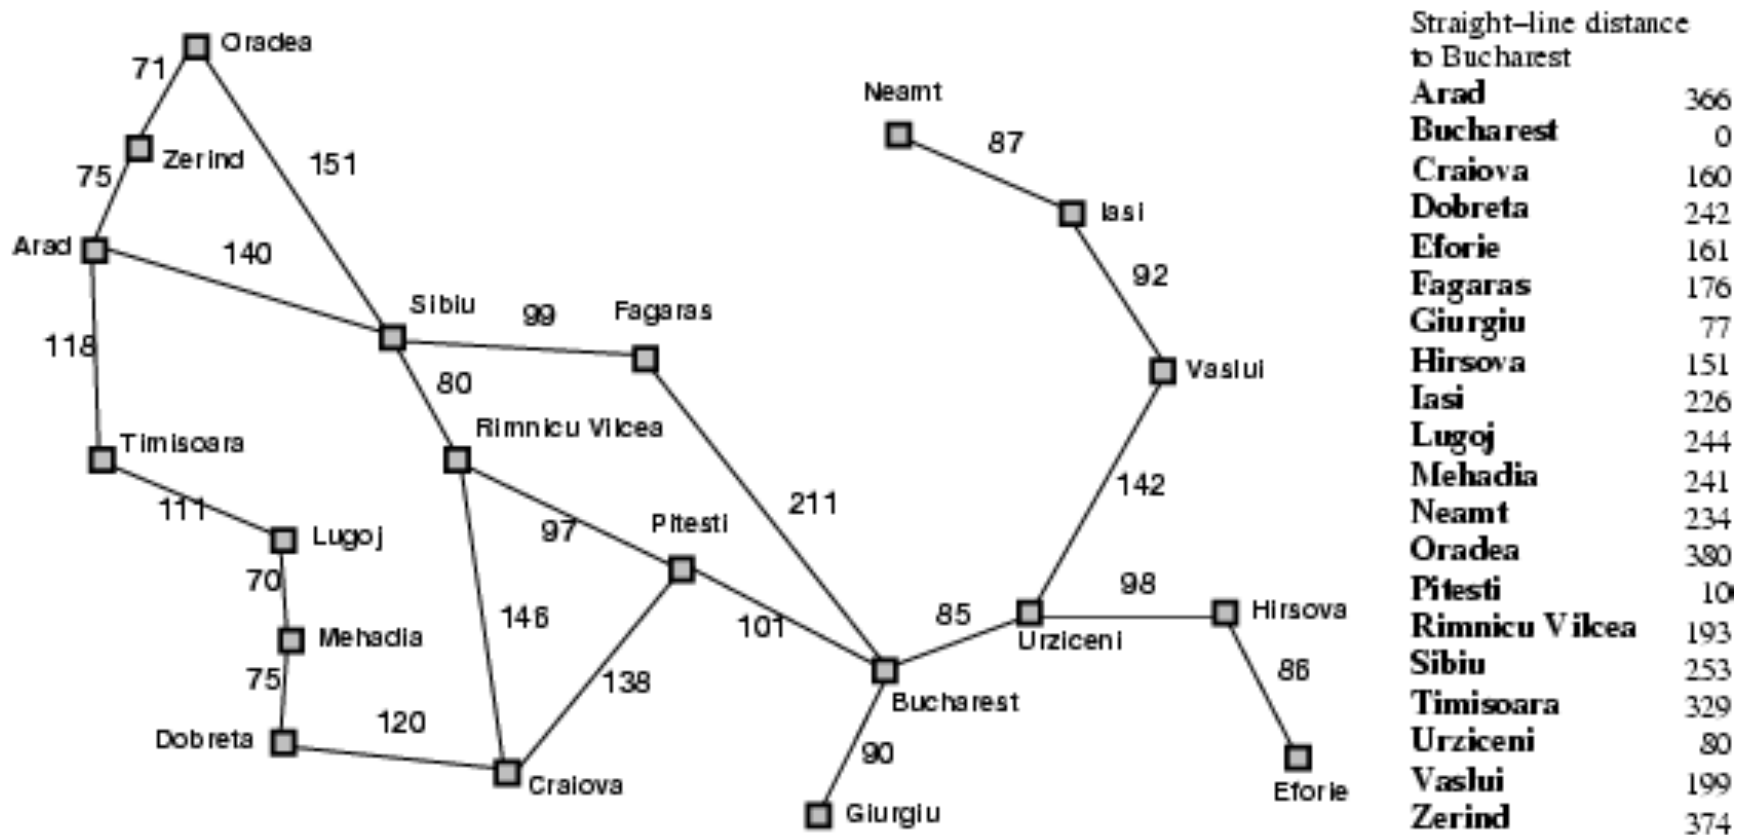 Oradea
71
Zerind
151
75
Arad
140
118
Sibiu
99
Fagaras
80
Timisoara
Rimnicu Vilcea
111
Lugoj
97
Pitesti
211
70
Mehadia
146
101
75
138
Dobreta
120
Craiova
Bucharest
90
Giurgiu
Neamt
87
Iasi
92
Vaslui
142
85
98
Urziceni
Hirsova
86
Eforie
Straight–line distance
to Bucharest
Arad 366
Bucharest 0
Craiova 160
Dobreta 242
Eforie 161
Fagaras 176
Giurgiu 77
Hirsova 151
Iasi 226
Lugoj 244
Mehadia 241
Neamt 234
Oradea 380
Pitesti 10
Rimnicu Vilcea 193
Sibiu 253
Timisoara 329
Urziceni 80
Vaslui 199
Zerind 374